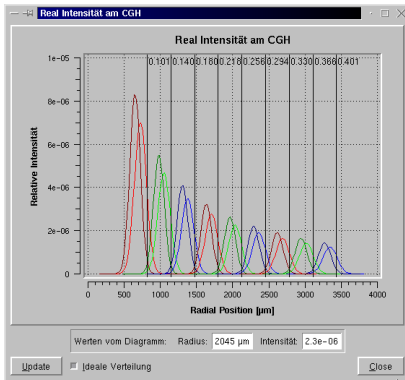 Real Intensität am CGH
Real Intensität am CGH
0.101 0.140 0.180 0.218 0.256 0.294 0.330 0.366 0.401
1e-05
8e-06
6e-06
4e-06
2e-06
0
Relative Intensität
0 500 1000 1500 2000 2500 3000 3500 4000
Radial Position [µm]
Werten vom Diagramm: Radius: 2045 µm Intensität: 2.3e-06
Update Ideale Verteilung Close